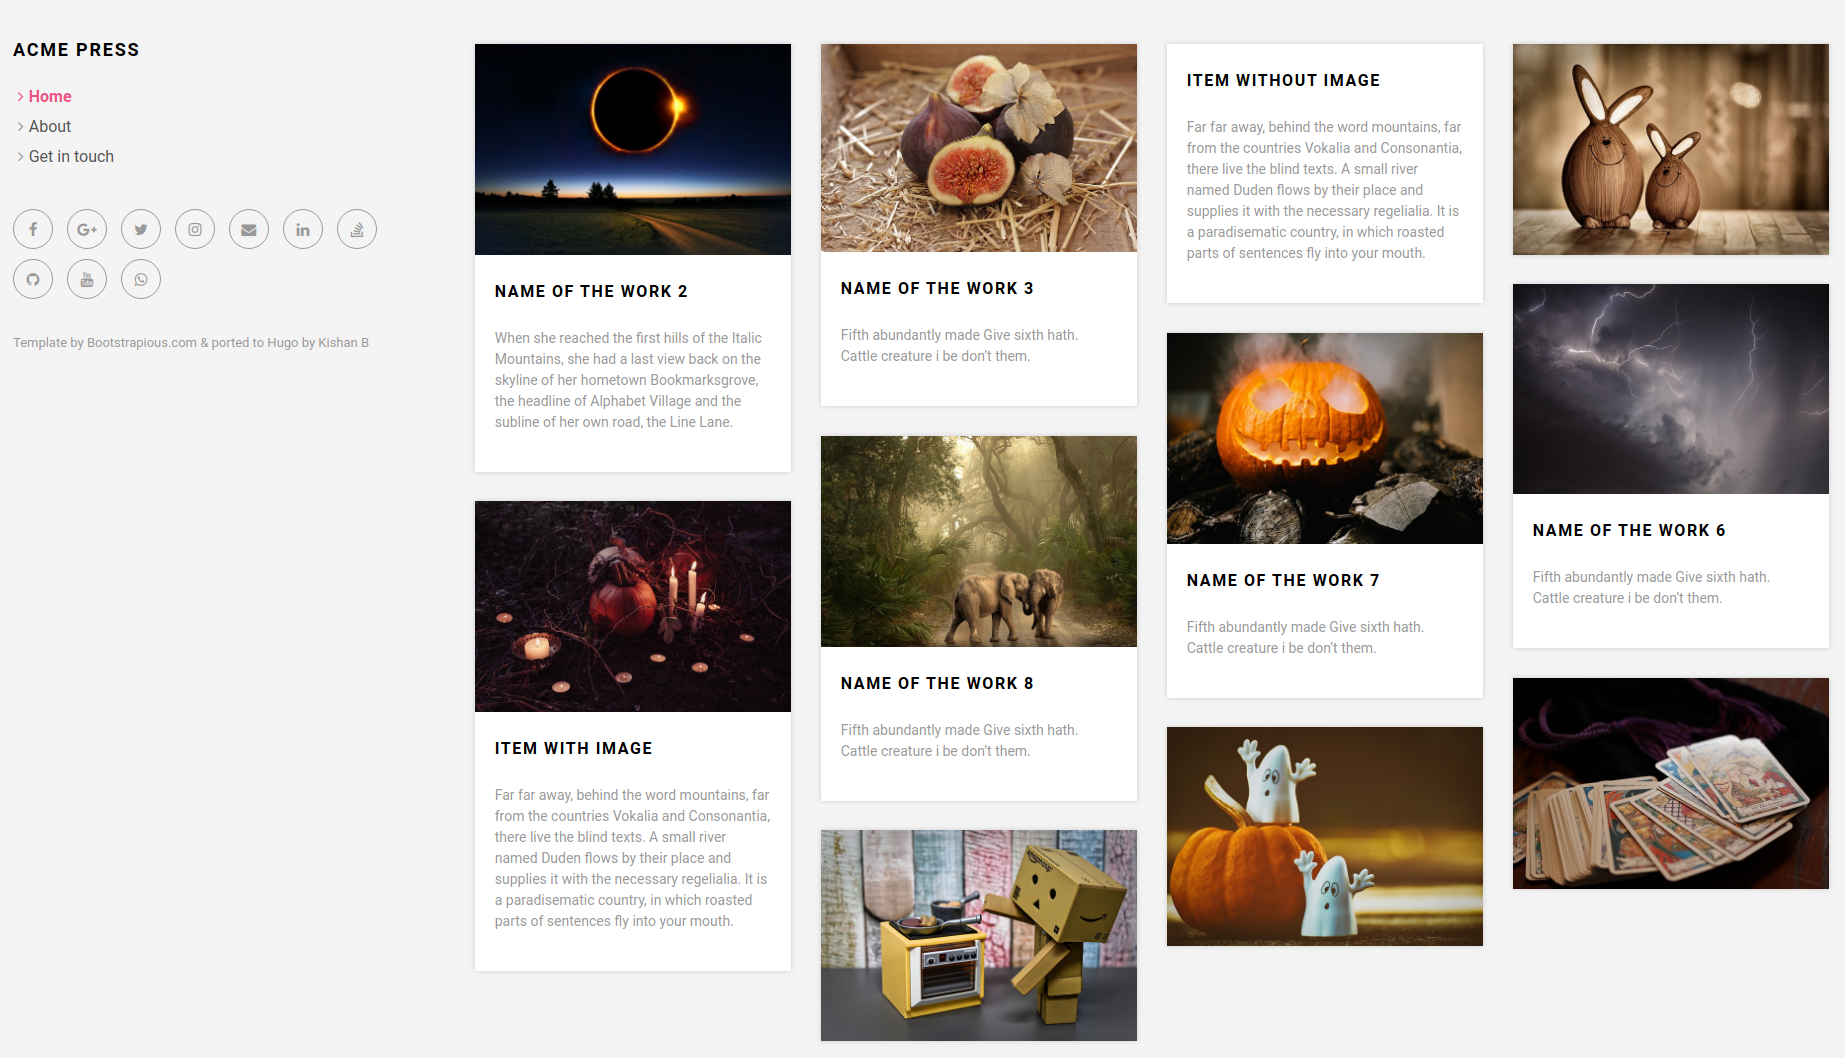 ACME PRESS
Home
About
Get in touch
Template by Bootstrapious.com & ported to Hugo by Kishan B
NAME OF THE WORK 2
When she reached the first hills of the Italic
Mountains, she had a last view back on the
skyline of her hometown Bookmarksgrove,
the headline of Alphabet Village and the
subline of her own road, the Line Lane.
ITEM WITH IMAGE
Far far away, behind the word mountains, far
from the countries Vokalia and Consonantia,
there live the blind texts. A small river
named Duden flows by their place and
supplies it with the necessary regelialia. It is
a paradisematic country, in which roasted
parts of sentences fly into your mouth.
NAME OF THE WORK 3
Fifth abundantly made Give sixth hath.
Cattle creature i be don’t them.
NAME OF THE WORK 8
Fifth abundantly made Give sixth hath.
Cattle creature i be don’t them.
ITEM WITHOUT IMAGE
Far far away, behind the word mountains, far
from the countries Vokalia and Consonantia,
there live the blind texts. A small river
named Duden flows by their place and
supplies it with the necessary regelialia. It is
a paradisematic country, in which roasted
parts of sentences fly into your mouth.
NAME OF THE WORK 7
Fifth abundantly made Give sixth hath.
Cattle creature i be don’t them.
NAME OF THE WORK 6
Fifth abundantly made Give sixth hath.
Cattle creature i be don’t them.